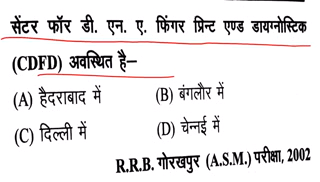 सेंटर फॉर डी. एन. ए. फिंगर प्रिन्ट एण्ड डायग्नोस्टिक
(CDFD) अवस्थित है–
(A) हैदराबाद में (B) बंगलौर में
(C) दिल्ली में (D) चेन्नई में
R.R.B. गोरखपुर (A.S.M.) परीक्षा, 2002